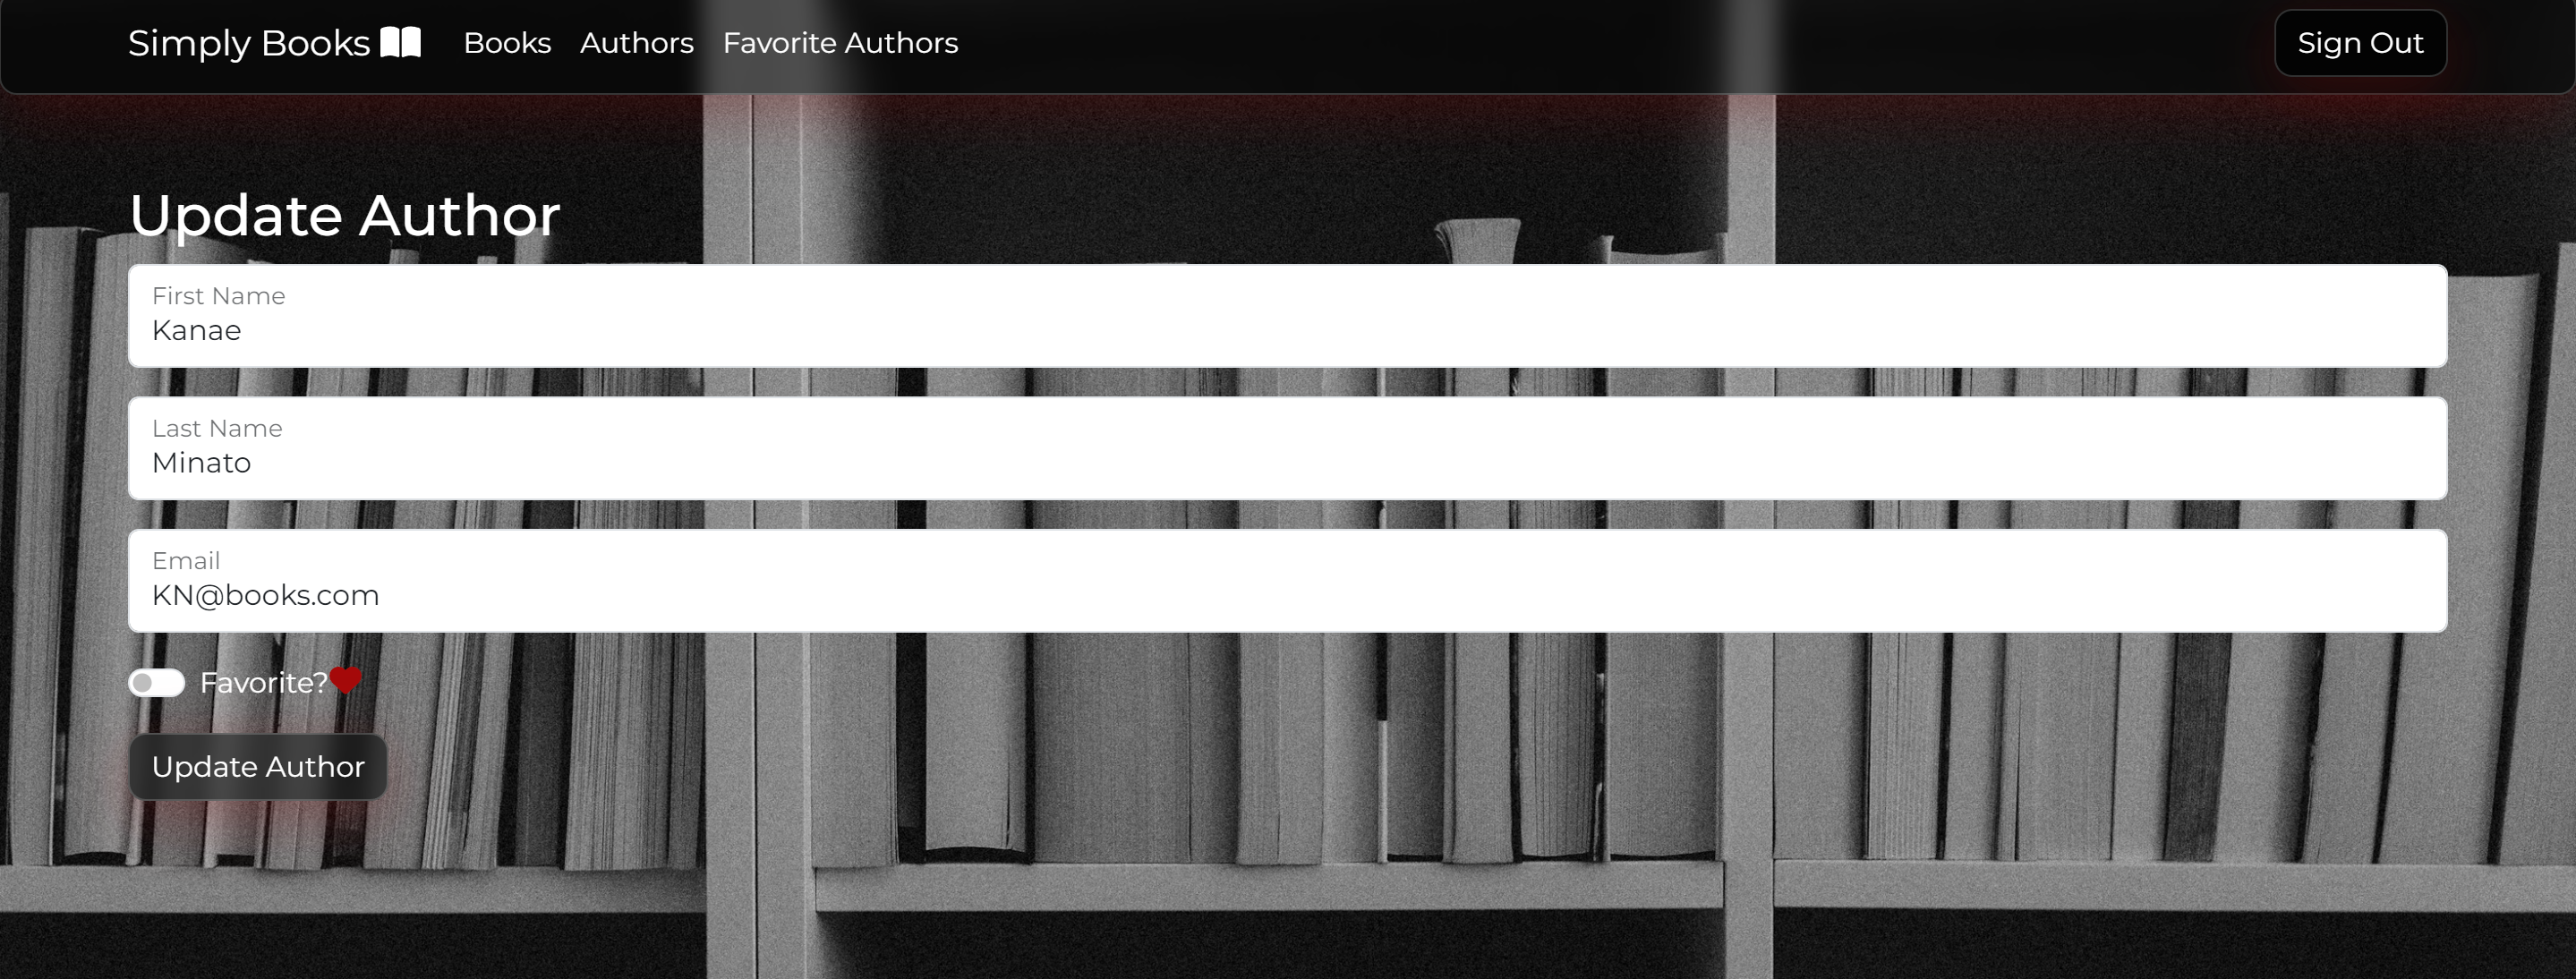 Simply Books Books Authors Favorite Authors Sign Out
Update Author
First Name
Kanae
Last Name
Minato
Email
KN@books.com
Favorite?
Update Author